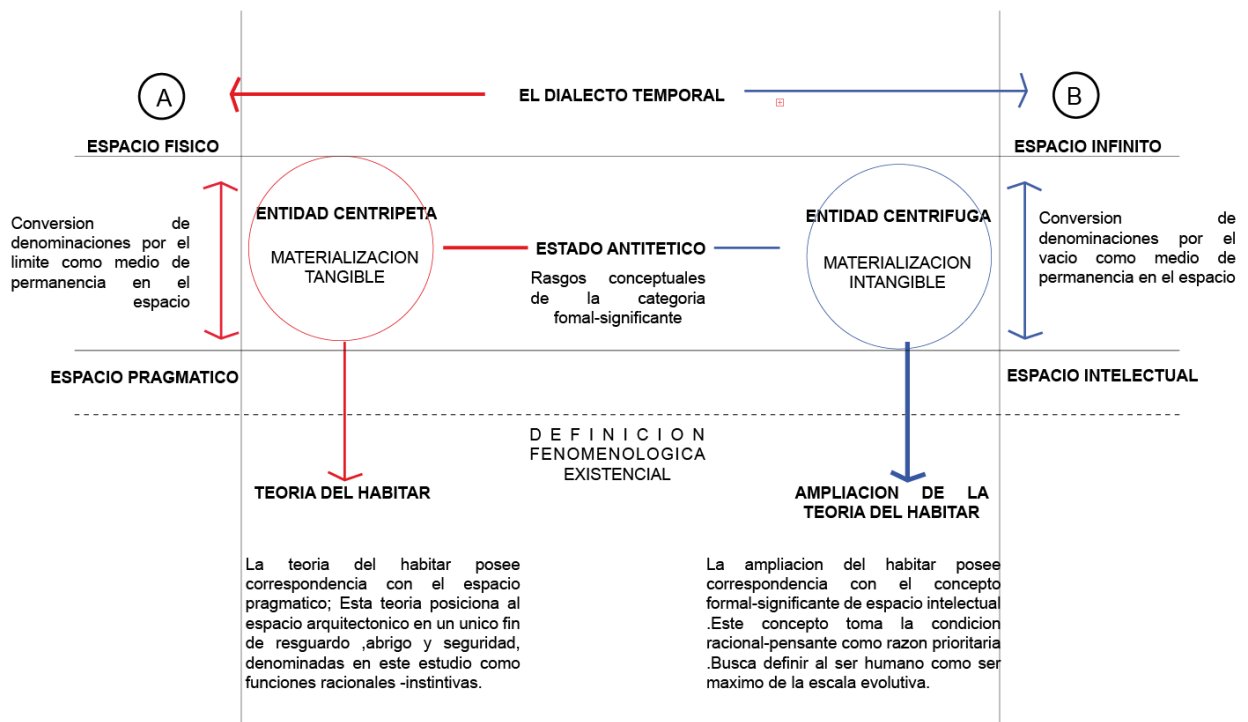 A
EL DIALECTO TEMPORAL
B
ESPACIO FISICO
ESPACIO INFINITO
Conversion de
denominaciones por el
limite como medio de
permanencia en el
espacio
ENTIDAD CENTRIPETA
MATERIALIZACION
TANGIBLE
ESTADO ANTITETICO
Rasgos conceptuales
de la categoria
fomal-significante
ENTIDAD CENTRIFUGA
MATERIALIZACION
INTANGIBLE
Conversion de
denominaciones por el
vacio como medio de
permanencia en el espacio
ESPACIO PRAGMATICO
ESPACIO INTELECTUAL
DEFINICION
FENOMENOLOGICA
EXISTENCIAL
TEORIA DEL HABITAR
AMPLIACION DE LA
TEORIA DEL HABITAR
La teoria del habitar posee
correspondencia con el espacio
pragmatico; Esta teoria posiciona al
espacio arquitectonico en un unico fin
de resguardo ,abrigo y seguridad,
denominadas en este estudio como
funciones racionales -instintivas.
La ampliacion del habitar posee
correspondencia con el concepto
formal-significante de espacio intelectual
.Este concepto toma la condicion
racional-pensante como razon prioritaria
.Busca definir al ser humano como ser
maximo de la escala evolutiva.